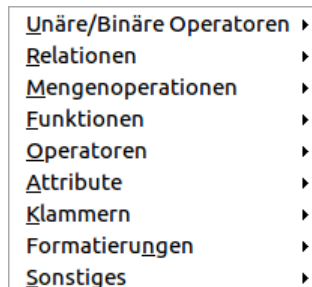 Unäre/Binäre Operatoren
Relationen
Mengenoperationen
Funktionen
Operatoren
Attribute
Klammern
Formatierungen
Sonstiges